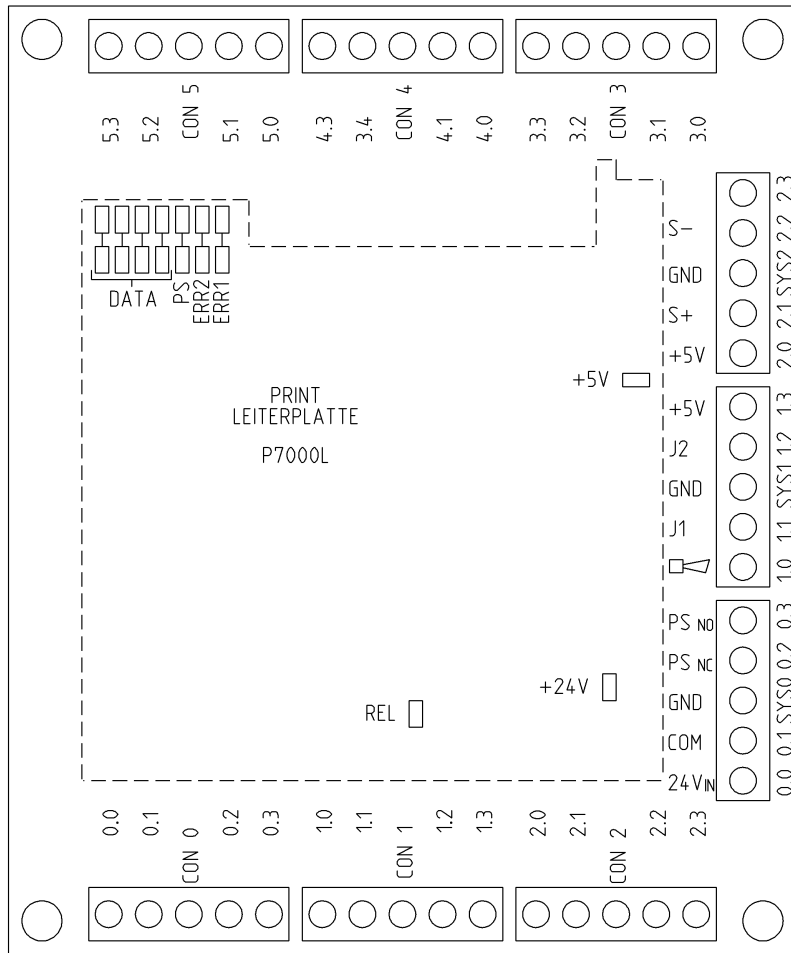 5.3 5.2 CON 5 5.1 5.0
4.3 3.4 CON 4 4.1 4.0
3.3 3.2 CON 3 3.1 3.0
DATA PS ERR2 ERR1
PRINT
LEITERPLATTE
P7000L
+5V
+24V
REL
S-
GND
S+
+5V
2.0 2.1 SYS2 2.2 2.3
+5V
J2
GND
J1
1.0 1.1 SYS1 12 13
PS NO
PS NC
GND
COM
24V IN
0.0 0.1 SYS0 0.2 0.3
0.0 0.1 CON 0 0.2 0.3
1.0 1.1 CON 1 1.2 1.3
2.0 2.1 CON 2 2.2 2.3